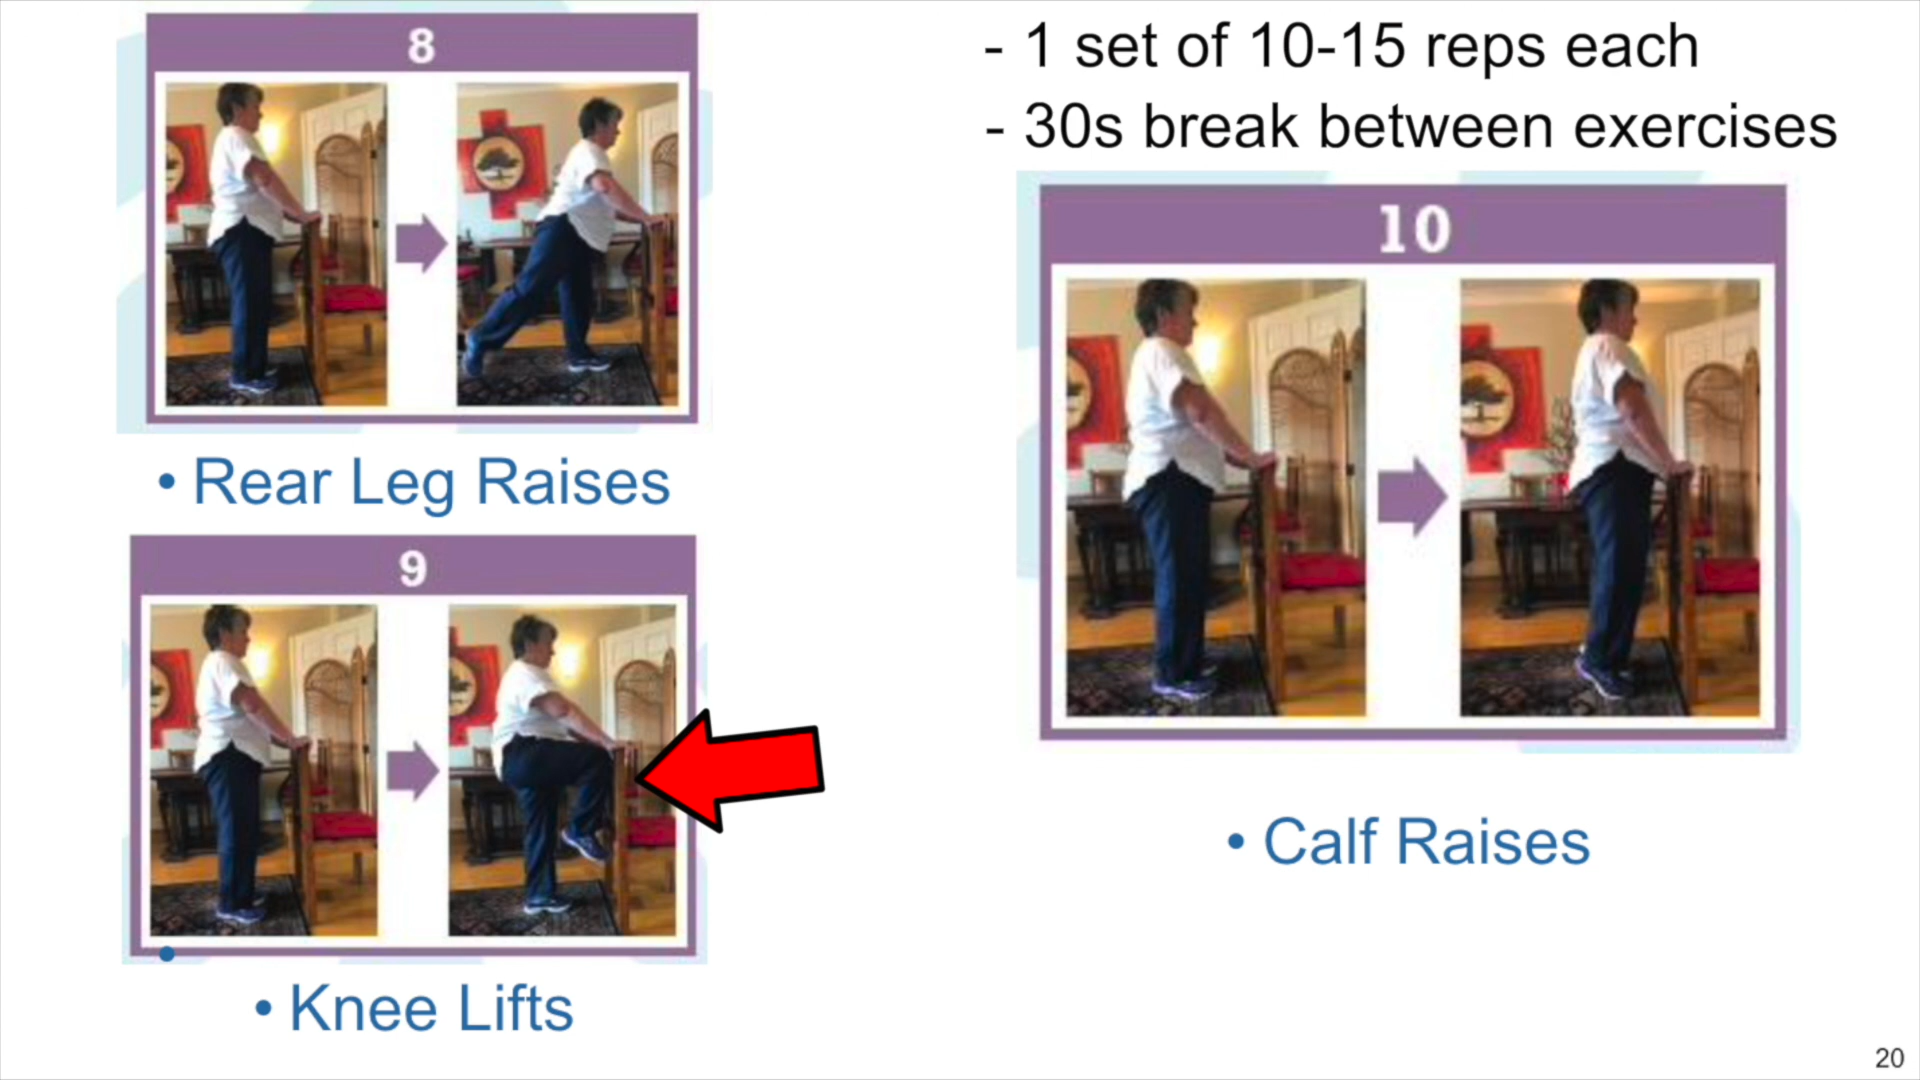 8
• Rear Leg Raises
9
•
• Knee Lifts
- 1 set of 10-15 reps each
- 30s break between exercises
10
• Calf Raises
20